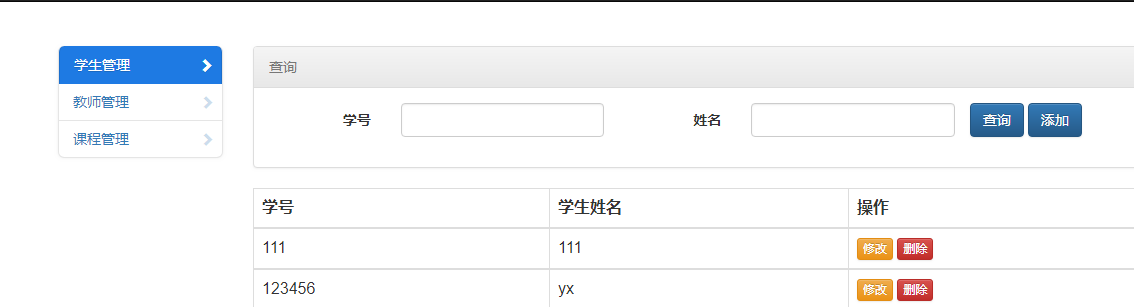 学生管理
教师管理
课程管理
查询
学号 姓名 查询 添加
学号 学生姓名 操作
111 111 修改 删除
123456 yx 修改 删除